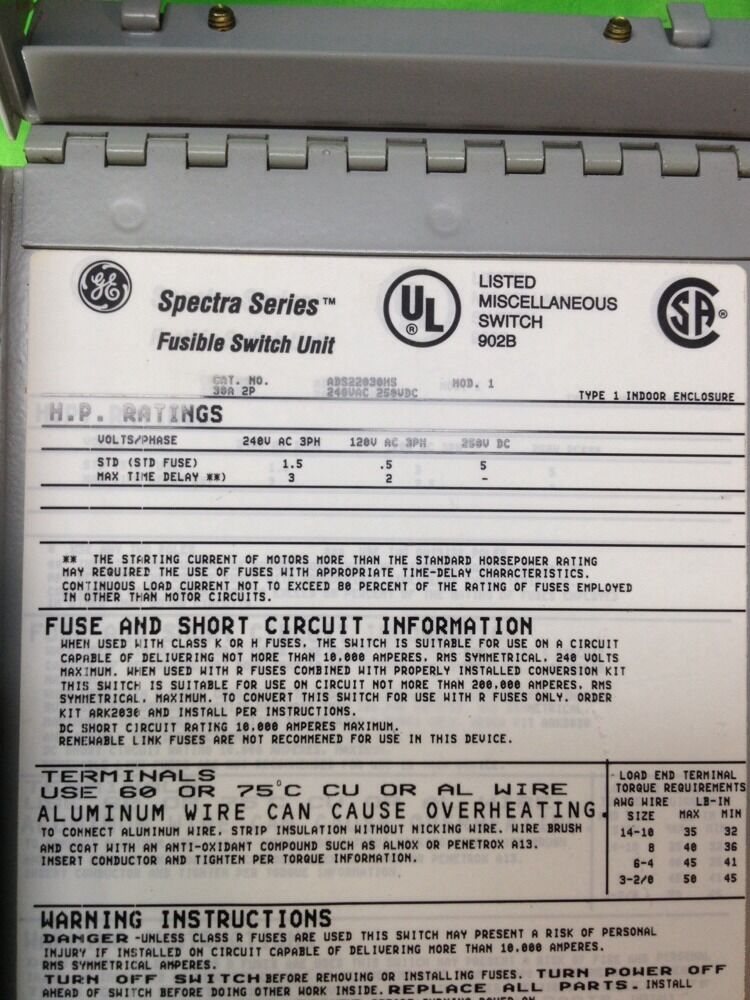 GE
Spectra Series™
Fusible Switch Unit
UL ®
LISTED
MISCELLANEOUS
SWITCH
902B
SA ®
CAT. NO. ADS22030HS MOD. 1
30A 2P 240VAC 250VDC
TYPE 1 INDOOR ENCLOSURE
H.P. RATINGS
VOLTS/PHASE 240V AC 3PH 120V AC 3PH 250V DC
STD (STD FUSE) 1.5 .5 5
MAX TIME DELAY **) 3 2 -
** THE STARTING CURRENT OF MOTORS MORE THAN THE STANDARD HORSEPOWER RATING
MAY REQUIRED THE USE OF FUSES WITH APPROPRIATE TIME-DELAY CHARACTERISTICS.
CONTINUOUS LOAD CURRENT NOT TO EXCEED 80 PERCENT OF THE RATING OF FUSES EMPLOYED
IN OTHER THAN MOTOR CIRCUITS.
FUSE AND SHORT CIRCUIT INFORMATION
WHEN USED WITH CLASS K OR H FUSES, THE SWITCH IS SUITABLE FOR USE ON A CIRCUIT
CAPABLE OF DELIVERING NOT MORE THAN 10,000 AMPERES, RMS SYMMETRICAL, 240 VOLTS
MAXIMUM. WHEN USED WITH R FUSES COMBINED WITH PROPERLY INSTALLED CONVERSION KIT
THIS SWITCH IS SUITABLE FOR USE ON CIRCUIT NOT MORE THAN 200,000 AMPERES, RMS
SYMMETRICAL, MAXIMUM. TO CONVERT THIS SWITCH FOR USE WITH R FUSES ONLY, ORDER
KIT ARK2030 AND INSTALL PER INSTRUCTIONS.
DC SHORT CIRCUIT RATING 10,000 AMPERES MAXIMUM.
RENEWABLE LINK FUSES ARE NOT RECOMMENED FOR USE IN THIS DEVICE.
TERMINALS
USE 60 OR 75°C CU OR AL WIRE
ALUMINUM WIRE CAN CAUSE OVERHEATING.
TO CONNECT ALUMINUM WIRE, STRIP INSULATION WITHOUT NICKING WIRE, WIRE BRUSH
AND COAT WITH AN ANTI-OXIDANT COMPOUND SUCH AS ALNOX OR PENETROX A13.
INSERT CONDUCTOR AND TIGHTEN PER TORQUE INFORMATION.
LOAD END TERMINAL
TORQUE REQUIREMENTS
AWG WIRE LB-IN
SIZE MAX MIN
14-10 35 32
8 40 36
6-4 45 41
3-2/0 50 45
WARNING INSTRUCTIONS
DANGER -UNLESS CLASS R FUSES ARE USED THIS SWITCH MAY PRESENT A RISK OF PERSONAL
INJURY IF INSTALLED ON CIRCUIT CAPABLE OF DELIVERING MORE THAN 10,000 AMPERES.
RMS SYMMETRICAL AMPERES.
TURN OFF SWITCH BEFORE REMOVING OR INSTALLING FUSES. TURN POWER OFF
AHEAD OF SWITCH BEFORE DOING OTHER WORK INSIDE. REPLACE ALL PARTS. INSTALL